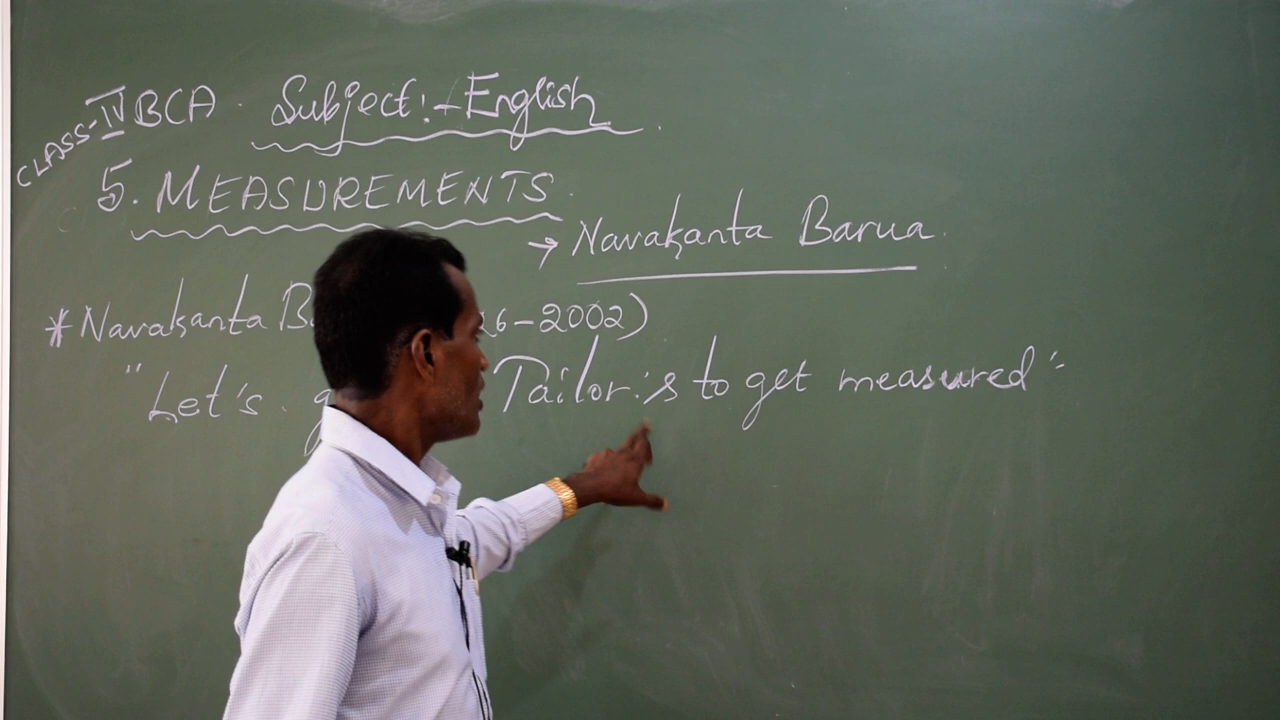 CLASS-IV BCA. Subject:- English.
5. MEASUREMENTS.
→ Navakanta Barua.
* Navakanta B 6-2002)
"Let's g Tailor's to get measured"